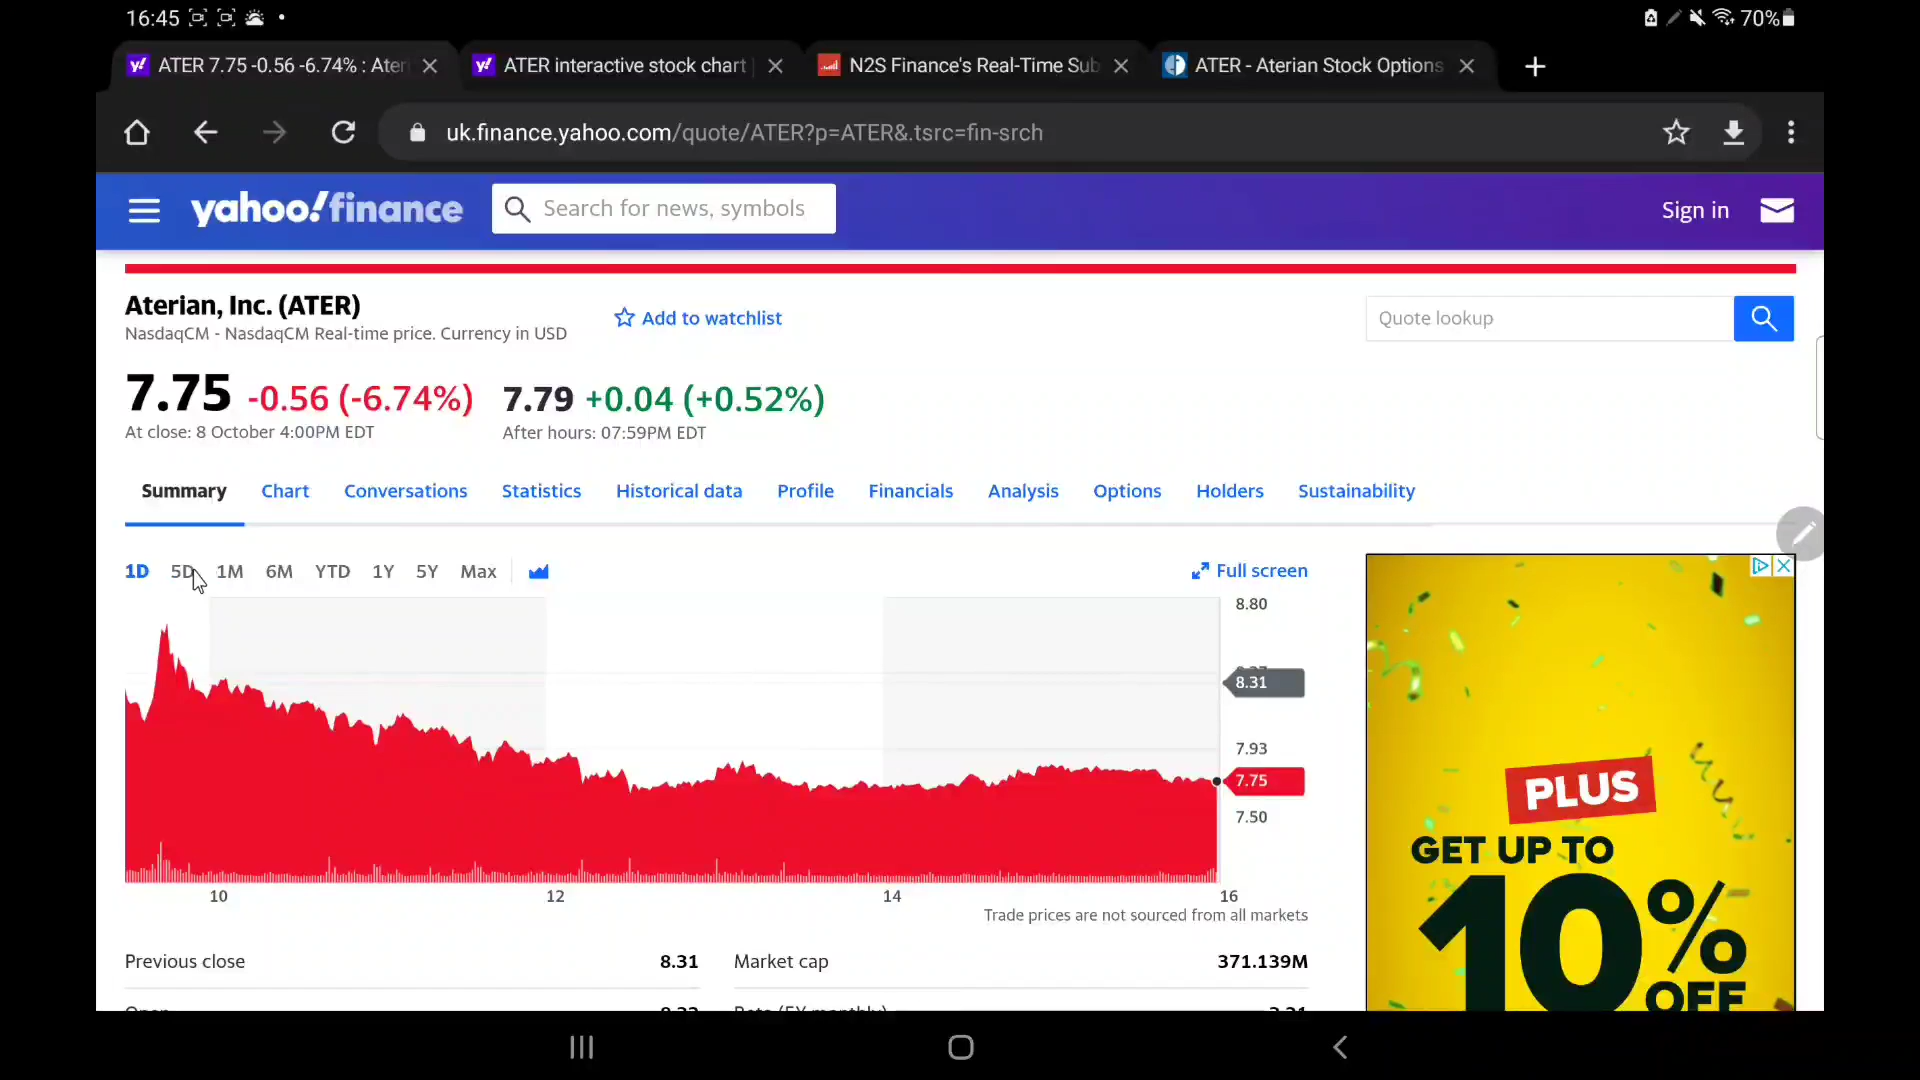 16:45
70%
ATER 7.75 -0.56 -6.74% : Ater
ATER interactive stock chart
N2S Finance's Real-Time Sub
ATER - Aterian Stock Options
uk.finance.yahoo.com/quote/ATER?p=ATER&.tsrc=fin-srch
yahoo!finance
Search for news, symbols
Sign in
Aterian, Inc. (ATER)
NasdaqCM - NasdaqCM Real-time price. Currency in USD
Add to watchlist
Quote lookup
7.75 -0.56 (-6.74%)
At close: 8 October 4:00PM EDT
7.79 +0.04 (+0.52%)
After hours: 07:59PM EDT
Summary Chart Conversations Statistics Historical data Profile Financials Analysis Options Holders Sustainability
1D 5D 1M 6M YTD 1Y 5Y Max
Full screen
8.80
8.31
7.93
7.75
7.50
10 12 14 16
Trade prices are not sourced from all markets
Previous close 8.31
Market cap 371.139M
PLUS
GET UP TO
10%
OFF